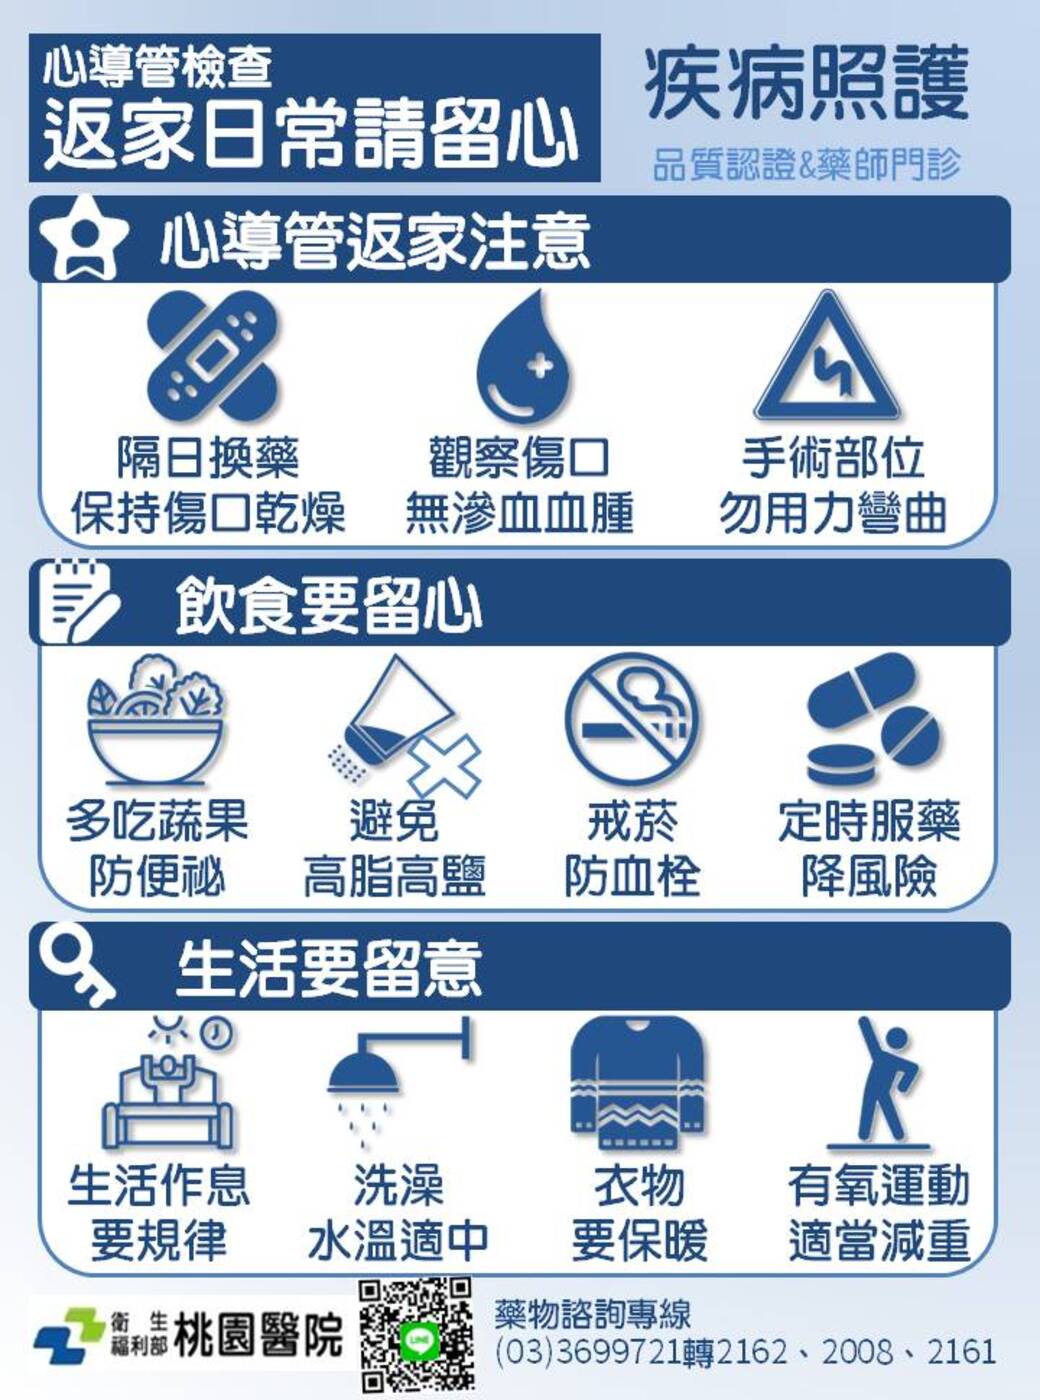 心導管檢查
返家日常請留心
疾病照護
品質認證&藥師門診
心導管返家注意
隔日換藥
保持傷口乾燥
觀察傷口
無滲血血腫
手術部位
勿用力彎曲
飲食要留心
多吃蔬果
防便祕
避免
高脂高鹽
戒菸
防血栓
定時服藥
降風險
生活要留意
生活作息
要規律
洗澡
水溫適中
衣物
要保暖
有氧運動
適當減重
衛生
福利部
桃園醫院
LINE
藥物諮詢專線
(03)3699721轉2162、2008、2161